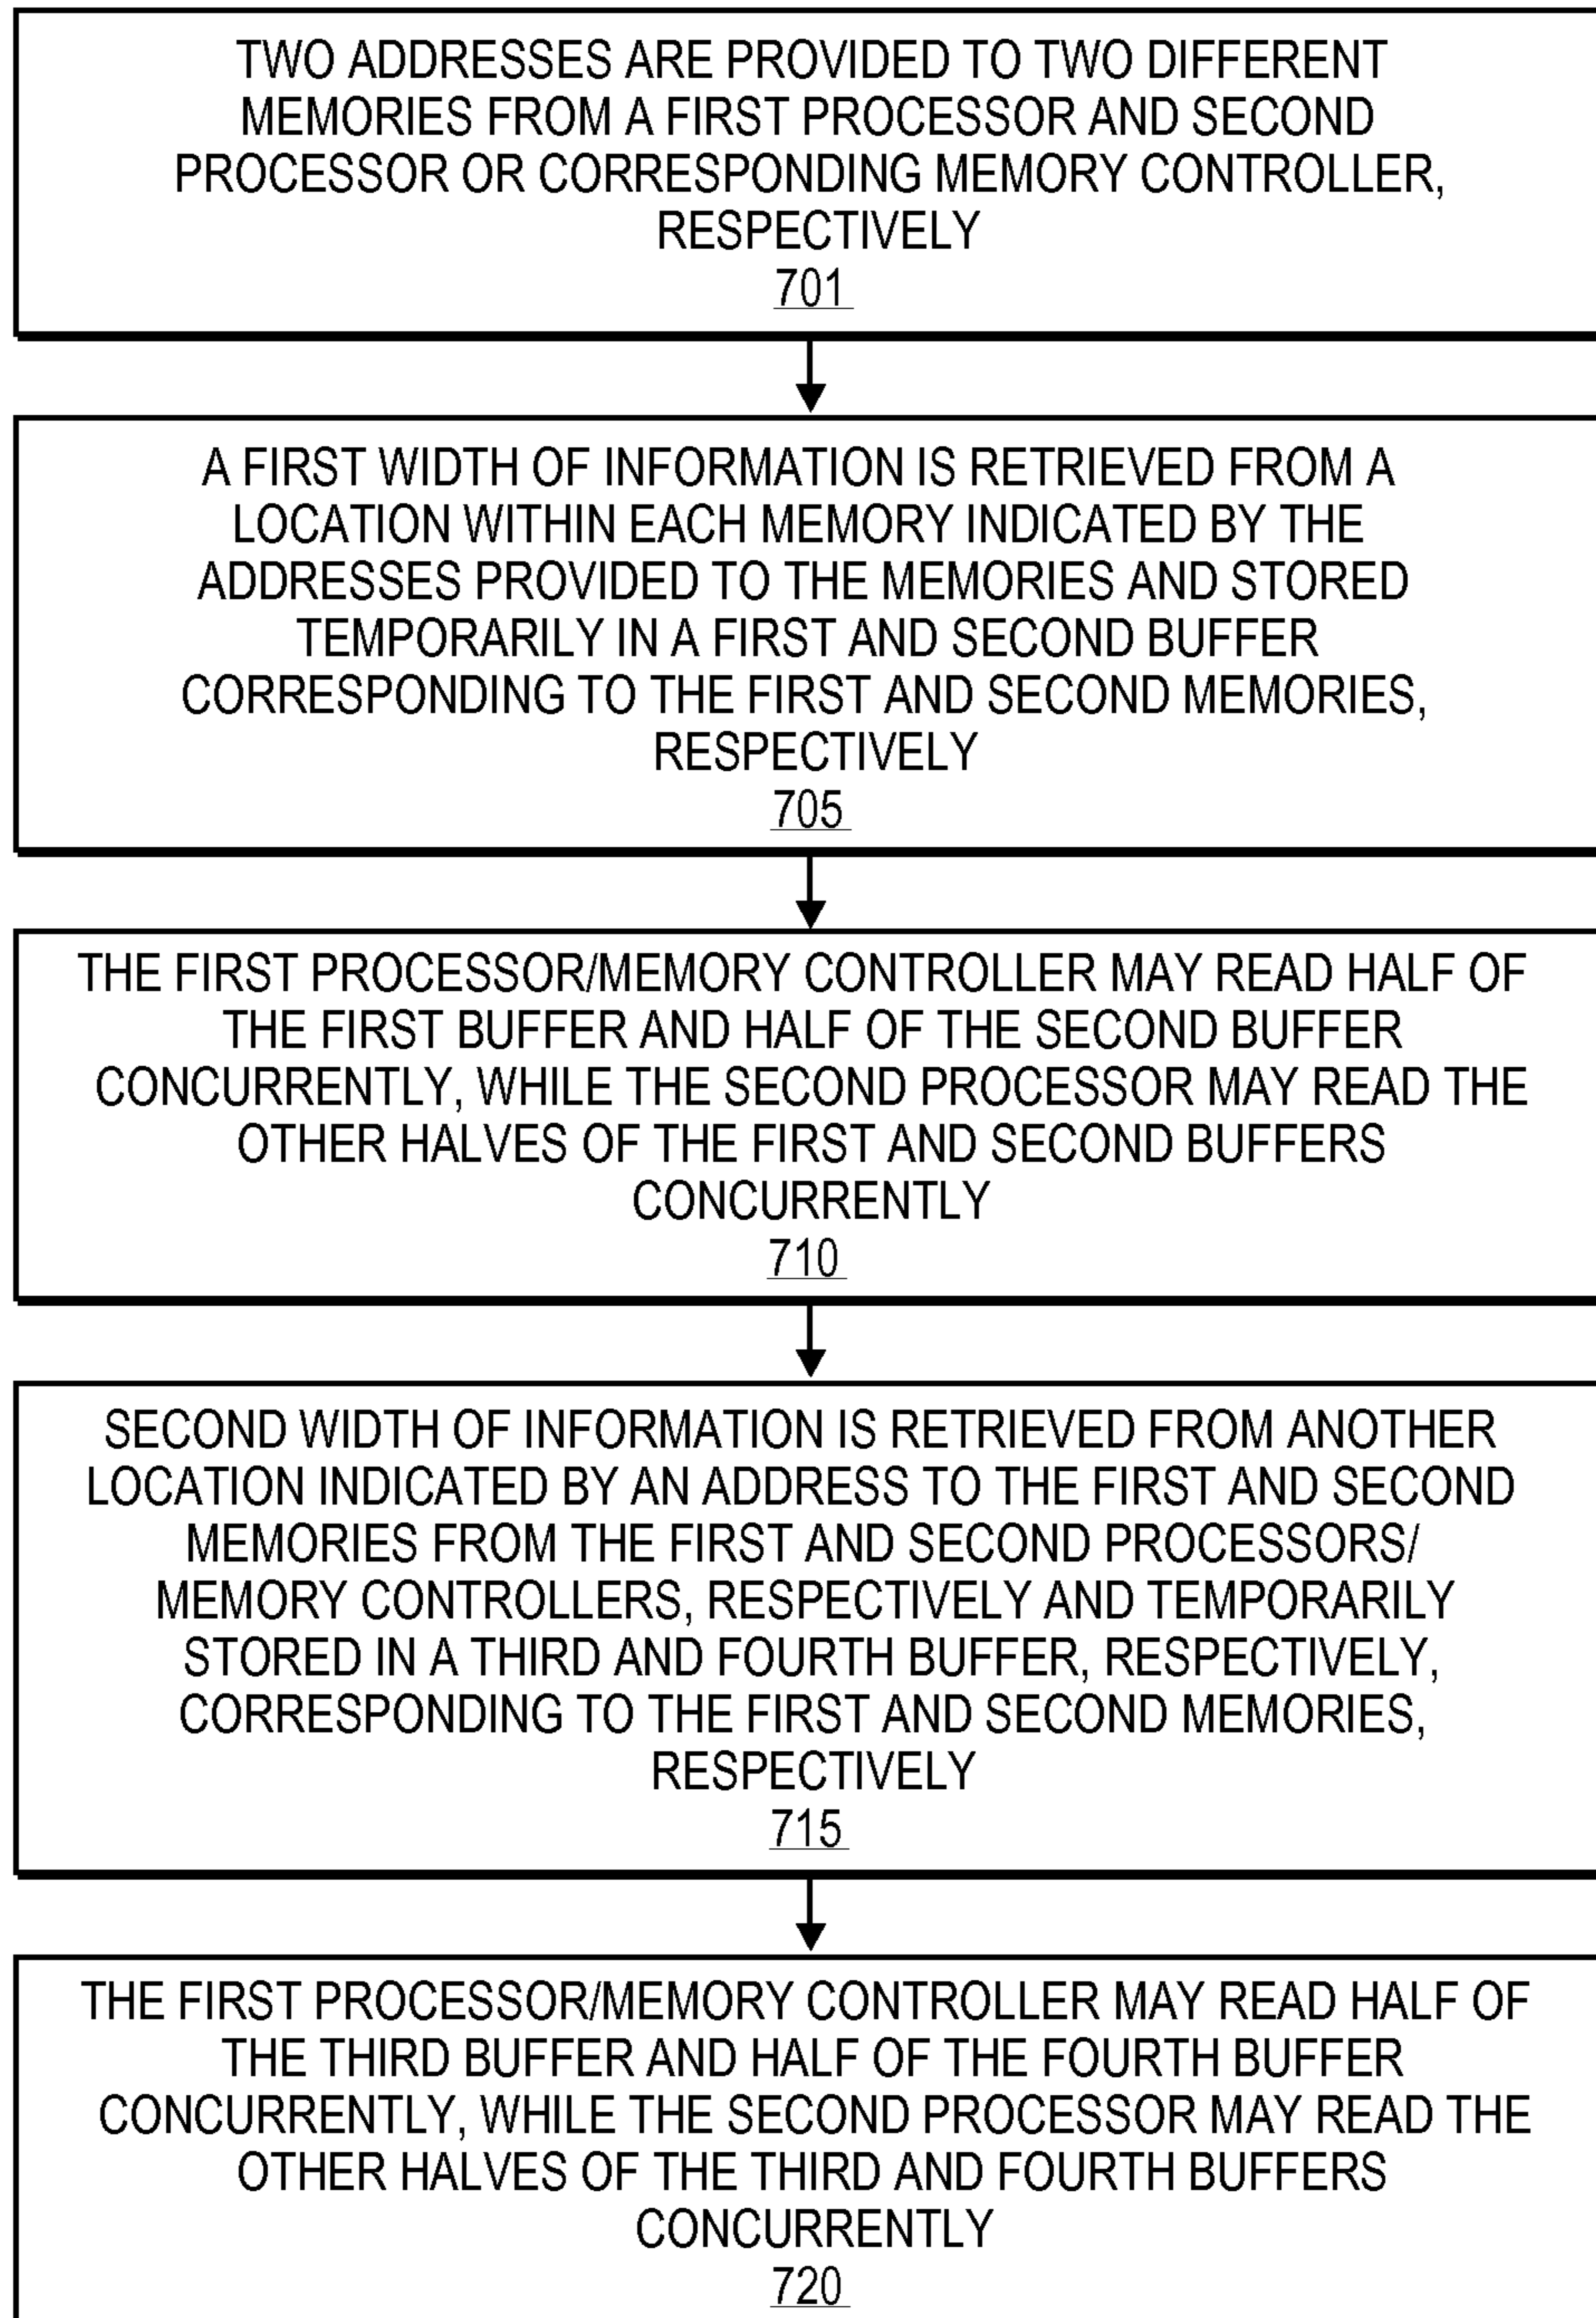 TWO ADDRESSES ARE PROVIDED TO TWO DIFFERENT
MEMORIES FROM A FIRST PROCESSOR AND SECOND
PROCESSOR OR CORRESPONDING MEMORY CONTROLLER,
RESPECTIVELY
701
A FIRST WIDTH OF INFORMATION IS RETRIEVED FROM A
LOCATION WITHIN EACH MEMORY INDICATED BY THE
ADDRESSES PROVIDED TO THE MEMORIES AND STORED
TEMPORARILY IN A FIRST AND SECOND BUFFER
CORRESPONDING TO THE FIRST AND SECOND MEMORIES,
RESPECTIVELY
705
THE FIRST PROCESSOR/MEMORY CONTROLLER MAY READ HALF OF
THE FIRST BUFFER AND HALF OF THE SECOND BUFFER
CONCURRENTLY, WHILE THE SECOND PROCESSOR MAY READ THE
OTHER HALVES OF THE FIRST AND SECOND BUFFERS
CONCURRENTLY
710
SECOND WIDTH OF INFORMATION IS RETRIEVED FROM ANOTHER
LOCATION INDICATED BY AN ADDRESS TO THE FIRST AND SECOND
MEMORIES FROM THE FIRST AND SECOND PROCESSORS/
MEMORY CONTROLLERS, RESPECTIVELY AND TEMPORARILY
STORED IN A THIRD AND FOURTH BUFFER, RESPECTIVELY,
CORRESPONDING TO THE FIRST AND SECOND MEMORIES,
RESPECTIVELY
715
THE FIRST PROCESSOR/MEMORY CONTROLLER MAY READ HALF OF
THE THIRD BUFFER AND HALF OF THE FOURTH BUFFER
CONCURRENTLY, WHILE THE SECOND PROCESSOR MAY READ THE
OTHER HALVES OF THE THIRD AND FOURTH BUFFERS
CONCURRENTLY
720